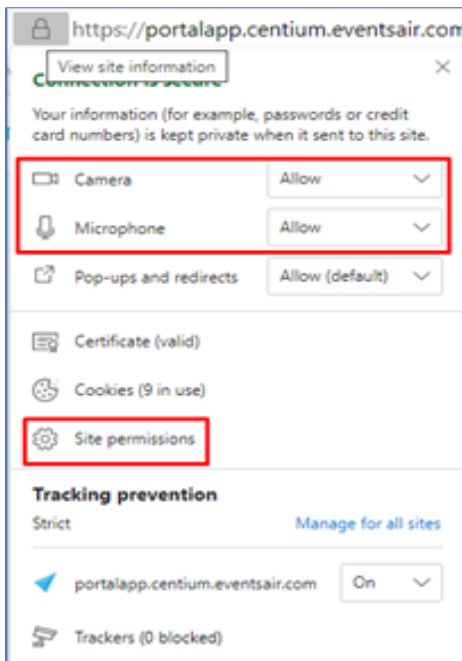 https://portalapp.centium.eventsair.com
View site information
Connection is secure
Your information (for example, passwords or credit
card numbers) is kept private when it sent to this site.
Camera Allow
Microphone Allow
Pop-ups and redirects Allow (default)
Certificate (valid)
Cookies (9 in use)
Site permissions
Tracking prevention
Strict Manage for all sites
portalapp.centium.eventsair.com On
Trackers (0 blocked)